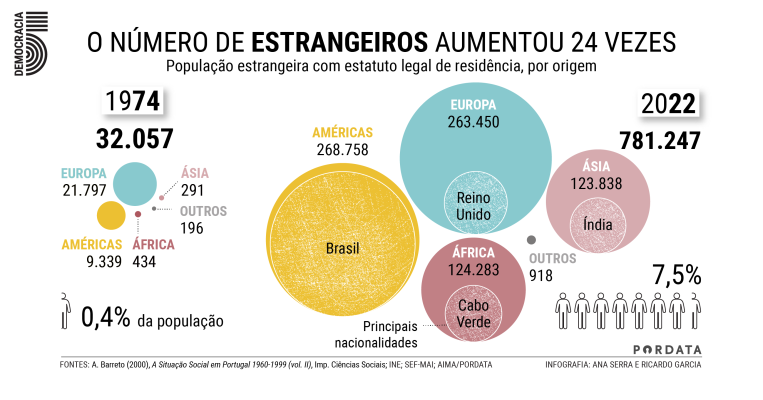 DEMOCRACIA
5
O NÚMERO DE ESTRANGEIROS AUMENTOU 24 VEZES
População estrangeira com estatuto legal de residência, por origem
1974
32.057
EUROPA
21.797
ÁSIA
291
OUTROS
196
AMÉRICAS
9.339
ÁFRICA
434
0,4% da população
AMÉRICAS
268.758
Brasil
EUROPA
263.450
Reino
Unido
2022
781.247
ÁSIA
123.838
Índia
ÁFRICA
124.283
Cabo
Verde
OUTROS
918
Principais
nacionalidades
7,5%
PORDATA
FONTES: A. Barreto (2000), A Situação Social em Portugal 1960-1999 (vol. II), Imp. Ciências Sociais; INE; SEF-MAI; AIMA/PORDATA
INFOGRAFIA: ANA SERRA E RICARDO GARCIA